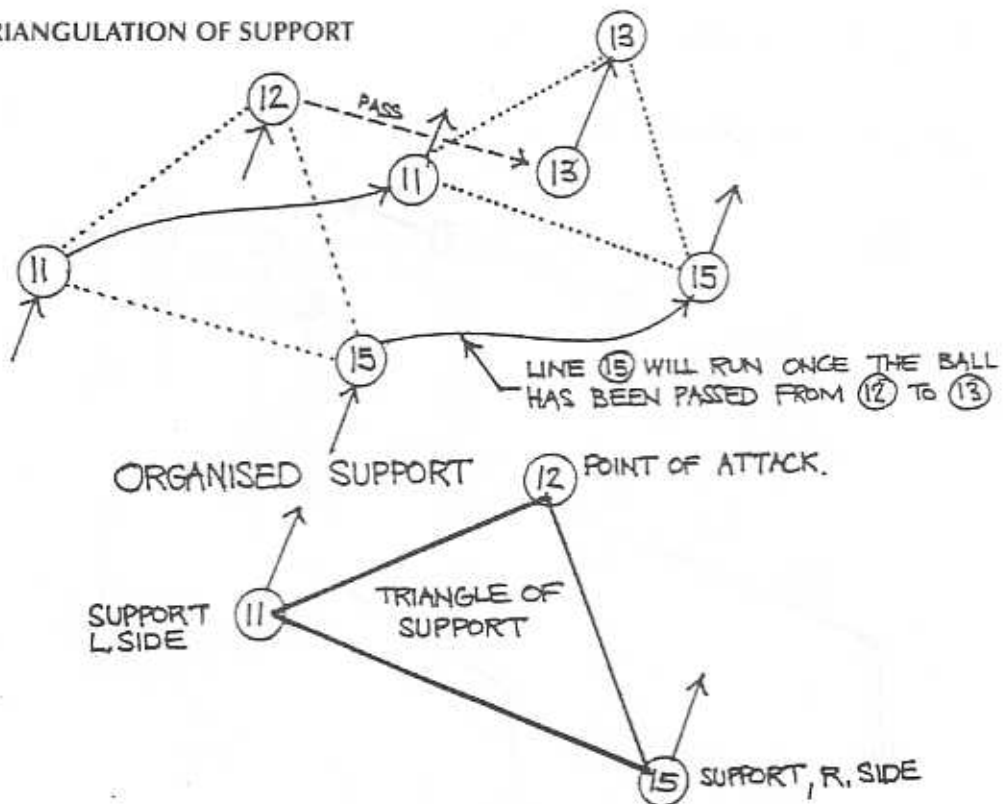 RIANGULATION OF SUPPORT
13
12
PASS
11
13
11
15
15
LINE 15 WILL RUN ONCE THE BALL
HAS BEEN PASSED FROM 12 TO 13
ORGANISED SUPPORT
12 POINT OF ATTACK.
TRIANGLE OF
SUPPORT
SUPPORT 11
L.SIDE
15 SUPPORT, R. SIDE